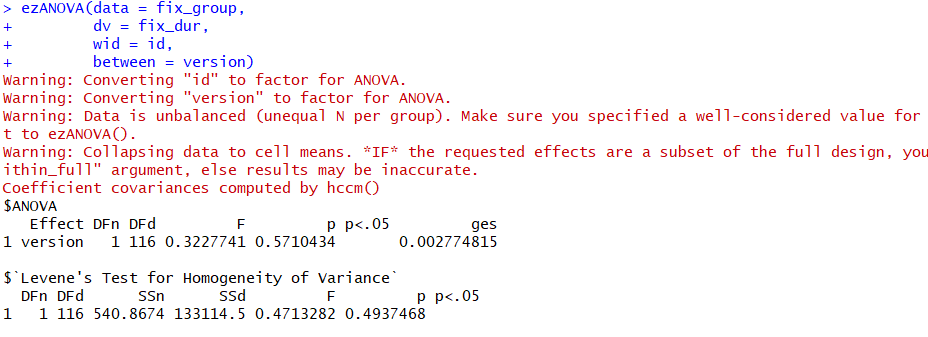 > ezANOVA(data = fix_group,
+         dv = fix_dur,
+         wid = id,
+         between = version)
Warning: Converting "id" to factor for ANOVA.
Warning: Converting "version" to factor for ANOVA.
Warning: Data is unbalanced (unequal N per group). Make sure you specified a well-considered value for
t to ezANOVA().
Warning: Collapsing data to cell means. *IF* the requested effects are a subset of the full design, you
ithin_full" argument, else results may be inaccurate.
Coefficient covariances computed by hccm()
$ANOVA
   Effect DFn DFd         F         p p<.05         ges
1 version   1 116 0.3227741 0.5710434       0.002774815
$`Levene's Test for Homogeneity of Variance`
  DFn DFd      SSn      SSd         F         p p<.05
1   1 116 540.8674 133114.5 0.4713282 0.4937468